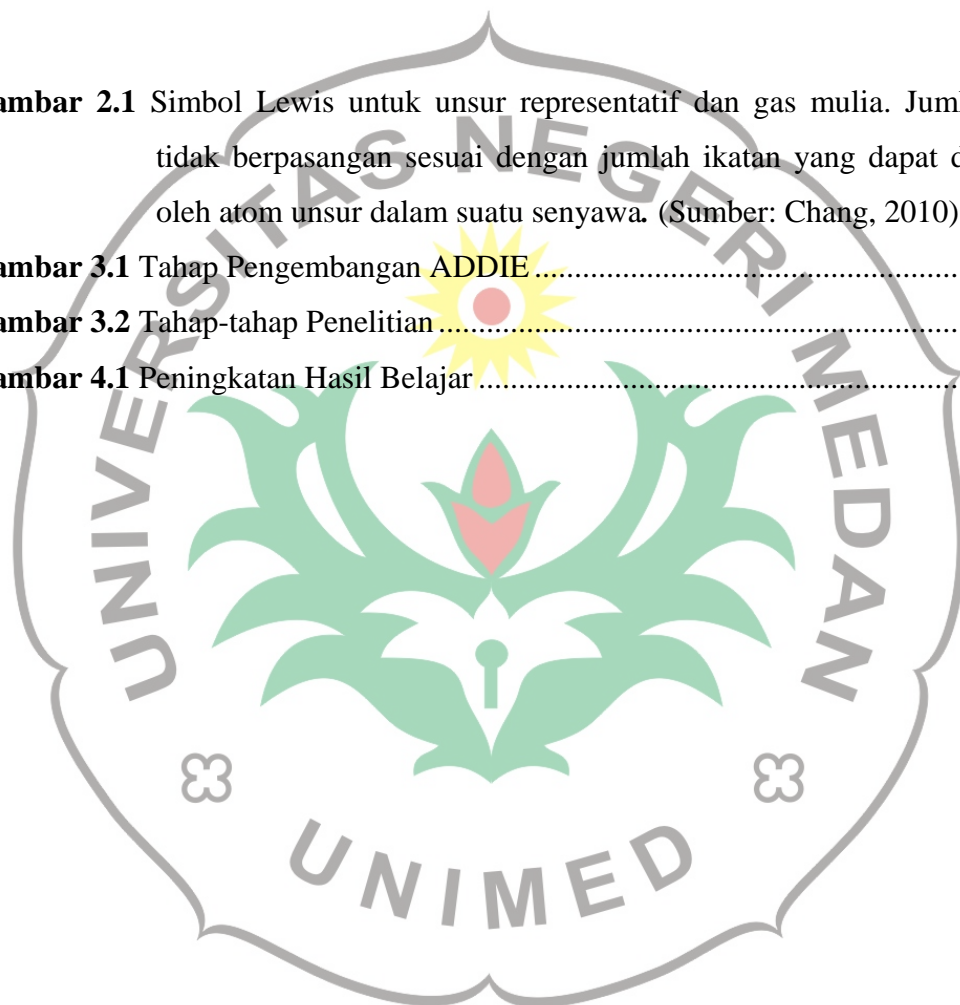 ambar 2.1 Simbol Lewis untuk unsur representatif dan gas mulia. Juml
tidak berpasangan sesuai dengan jumlah ikatan yang dapat d
oleh atom unsur dalam suatu senyawa. (Sumber: Chang, 2010)
ambar 3.1 Tahap Pengembangan ADDIE......................................................
ambar 3.2 Tahap-tahap Penelitian.................................................................
ambar 4.1 Peningkatan Hasil Belajar.............................................................
UNIVERSITAS NEGERI MEDAN
UNIMED